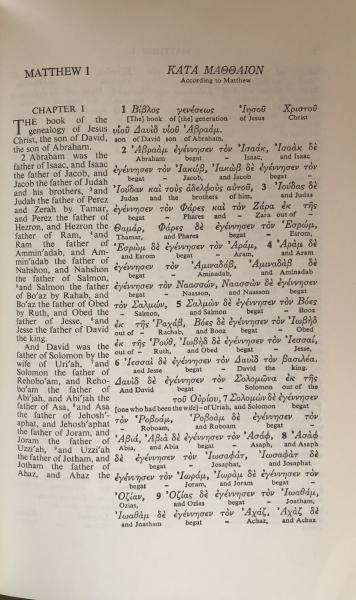 MATTHEW 1
ΚΑΤΑ ΜΑΘΘΑΙΟΝ
According to Matthew
CHAPTER 1
THE book of the
genealogy of Jesus
Christ, the son of David,
the son of Abraham.
2 Abraham was the
father of Isaac, and Isaac
the father of Jacob, and
Jacob the father of Judah
and his brothers, ³and
Judah the father of Perez
and Zerah by Tamar,
and Perez the father of
Hezron, and Hezron the
father of Ram, ⁴and
Ram the father of
Ammin'adab, and Am-
min'adab the father of
Nahshon, and Nahshon
the father of Salmon,
⁵and Salmon the father
of Bo'az by Rahab, and
Bo'az the father of Obed
by Ruth, and Obed the
father of Jesse, ⁶and
Jesse the father of David
the king.
And David was the
father of Solomon by the
wife of Uri'ah, ⁷and
Solomon the father of
Rehobo'am, and Reho-
bo'am the father of
Abi'jah, and Abi'jah the
father of Asa, ⁸and Asa
the father of Jehosh'-
aphat, and Jehosh'aphat
the father of Joram, and
Joram the father of
Uzzi'ah, ⁹and Uzzi'ah
the father of Jotham, and
Jotham the father of
Ahaz, and Ahaz the
1 Βίβλος γενέσεως Ἰησοῦ Χριστοῦ
[The] book of [the] generation of Jesus Christ
υἱοῦ Δαυὶδ υἱοῦ Ἀβραάμ.
son of David son of Abraham.
2 Ἀβραὰμ ἐγέννησεν τὸν Ἰσαάκ, Ἰσαὰκ δὲ
Abraham begat – Isaac, and Isaac
ἐγέννησεν τὸν Ἰακώβ, Ἰακὼβ δὲ ἐγέννησεν τὸν
begat – Jacob, and Jacob begat –
Ἰούδαν καὶ τοὺς ἀδελφοὺς αὐτοῦ, 3 Ἰούδας δὲ
Judas and the brothers of him, and Judas
ἐγέννησεν τὸν Φάρες καὶ τὸν Ζάρα ἐκ τῆς
begat – Phares and – Zara out of –
Θαμάρ, Φάρες δὲ ἐγέννησεν τὸν Ἑσρώμ,
Thamar, and Phares begat – Esrom,
Ἑσρὼμ δὲ ἐγέννησεν τὸν Ἀράμ, 4 Ἀρὰμ δὲ
and Esrom begat – Aram, and Aram
ἐγέννησεν τὸν Ἀμιναδάβ, Ἀμιναδὰβ δὲ
begat – Aminadab, and Aminadab
ἐγέννησεν τὸν Ναασσών, Ναασσὼν δὲ ἐγέννησεν
begat – Naasson, and Naasson begat
τὸν Σαλμών, 5 Σαλμὼν δὲ ἐγέννησεν τὸν Βόες
– Salmon, and Salmon begat – Booz
ἐκ τῆς Ῥαχάβ, Βόες δὲ ἐγέννησεν τὸν Ἰωβὴδ
out of – Rachab, and Booz begat – Obed
ἐκ τῆς Ῥούθ, Ἰωβὴδ δὲ ἐγέννησεν τὸν Ἰεσσαί,
out of – Ruth, and Obed begat – Jesse,
6 Ἰεσσαὶ δὲ ἐγέννησεν τὸν Δαυὶδ τὸν βασιλέα.
and Jesse begat – David the king.
Δαυὶδ δὲ ἐγέννησεν τὸν Σολομῶνα ἐκ τῆς
And David begat – Solomon out of the
τοῦ Οὐρίου, 7 Σολομὼν δὲ ἐγέννησεν
[one who had been the wife]–of Uriah, and Solomon begat
τὸν Ῥοβοάμ, Ῥοβοὰμ δὲ ἐγέννησεν τὸν
– Roboam, and Roboam begat –
Ἀβιά, Ἀβιὰ δὲ ἐγέννησεν τὸν Ἀσάφ, 8 Ἀσὰφ
Abia, and Abia begat – Asaph, and Asaph
δὲ ἐγέννησεν τὸν Ἰωσαφάτ, Ἰωσαφὰτ δὲ
begat – Josaphat, and Josaphat
ἐγέννησεν τὸν Ἰωράμ, Ἰωρὰμ δὲ ἐγέννησεν τὸν
begat – Joram, and Joram begat –
Ὀζίαν, 9 Ὀζίας δὲ ἐγέννησεν τὸν Ἰωαθάμ,
Ozias, and Ozias begat – Joatham,
Ἰωαθὰμ δὲ ἐγέννησεν τὸν Ἀχάζ, Ἀχὰζ δὲ
and Joatham begat – Achaz, and Achaz